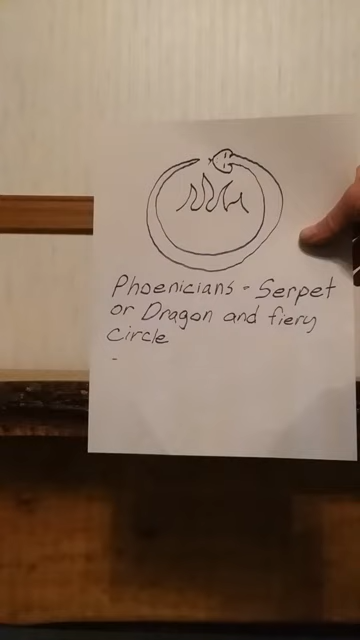 Phoenicians - Serpet
or Dragon and fiery
circle
-